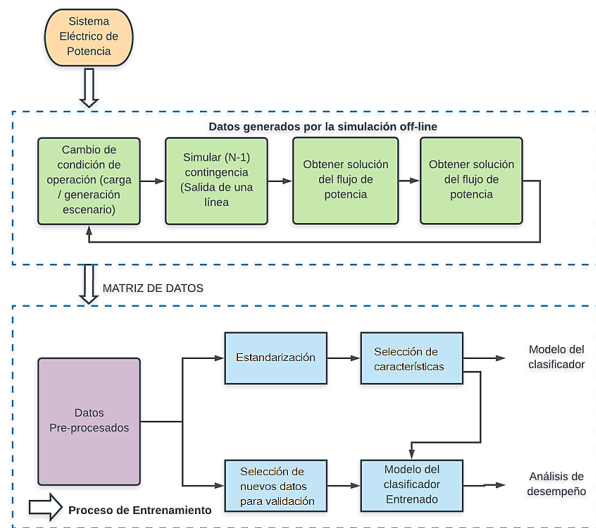 Sistema
Eléctrico de
Potencia
Datos generados por la simulación off-line
Cambio de
condición de
operación (carga
/ generación
escenario)
Simular (N-1)
contingencia
(Salida de una
línea
Obtener solución
del flujo de
potencia
Obtener solución
del flujo de
potencia
MATRIZ DE DATOS
Datos
Pre-procesados
Estandarización
Selección de
características
Modelo del
clasificador
Selección de
nuevos datos
para validación
Modelo del
clasificador
Entrenado
Análisis de
desempeño
Proceso de Entrenamiento